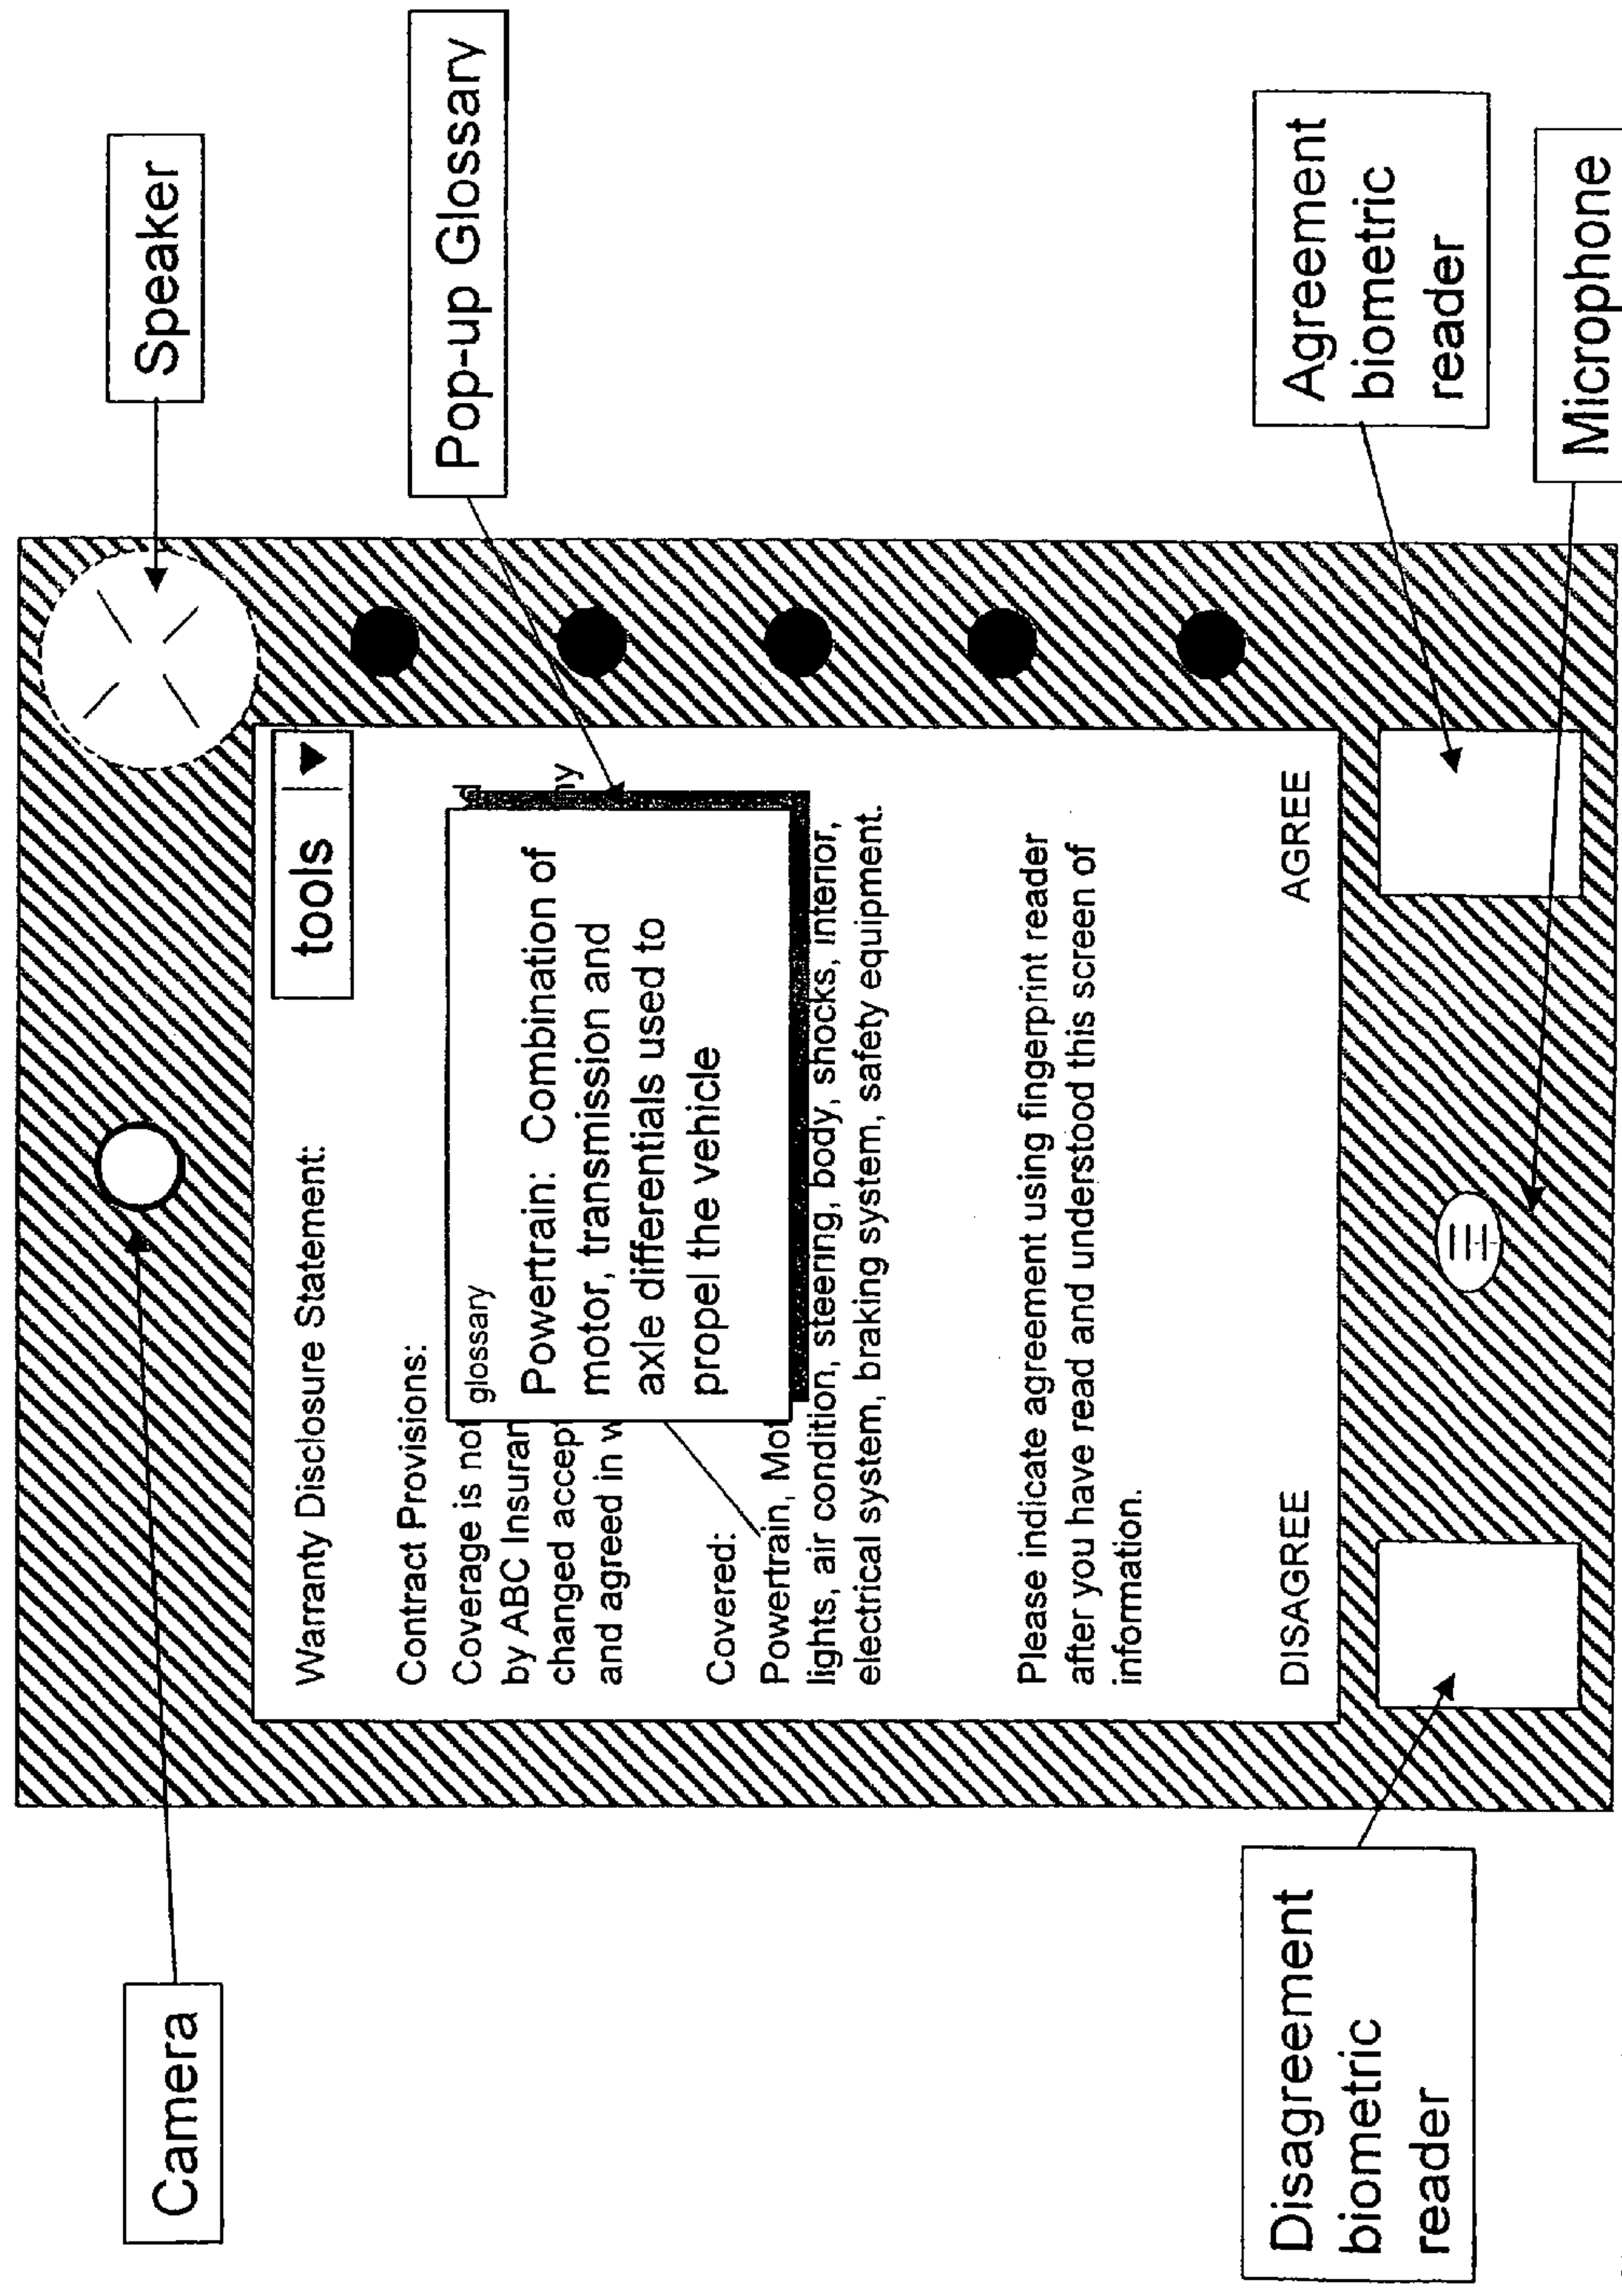 Camera
Speaker
tools
Warranty Disclosure Statement:
Contract Provisions:
Coverage is not
by ABC Insuran
changed accep
and agreed in w
ny
glossary
Powertrain: Combination of
motor, transmission and
axle differentials used to
propel the vehicle
Pop-up Glossary
Covered:
Powertrain, Mot
lights, air condition, steering, body, shocks, interior,
electrical system, braking system, safety equipment.
Please indicate agreement using fingerprint reader
after you have read and understood this screen of
information.
DISAGREE
AGREE
Disagreement
biometric
reader
Agreement
biometric
reader
Microphone